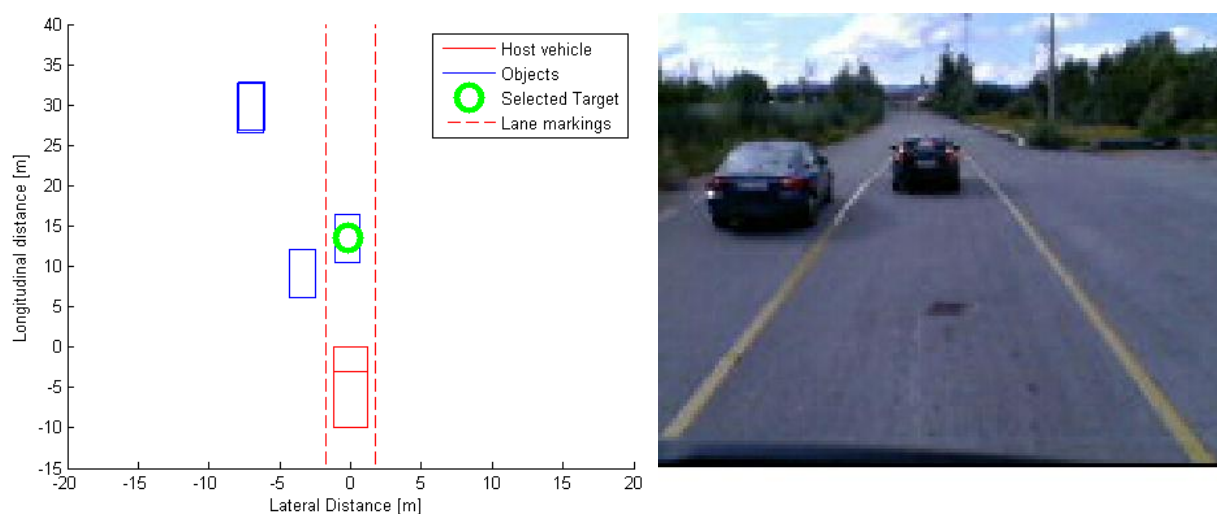 40
35
30
25
20
15
10
5
0
-5
-10
-15
Longitudinal distance [m]
Host vehicle
Objects
Selected Target
Lane markings
-20 -15 -10 -5 0 5 10 15 20
Lateral Distance [m]